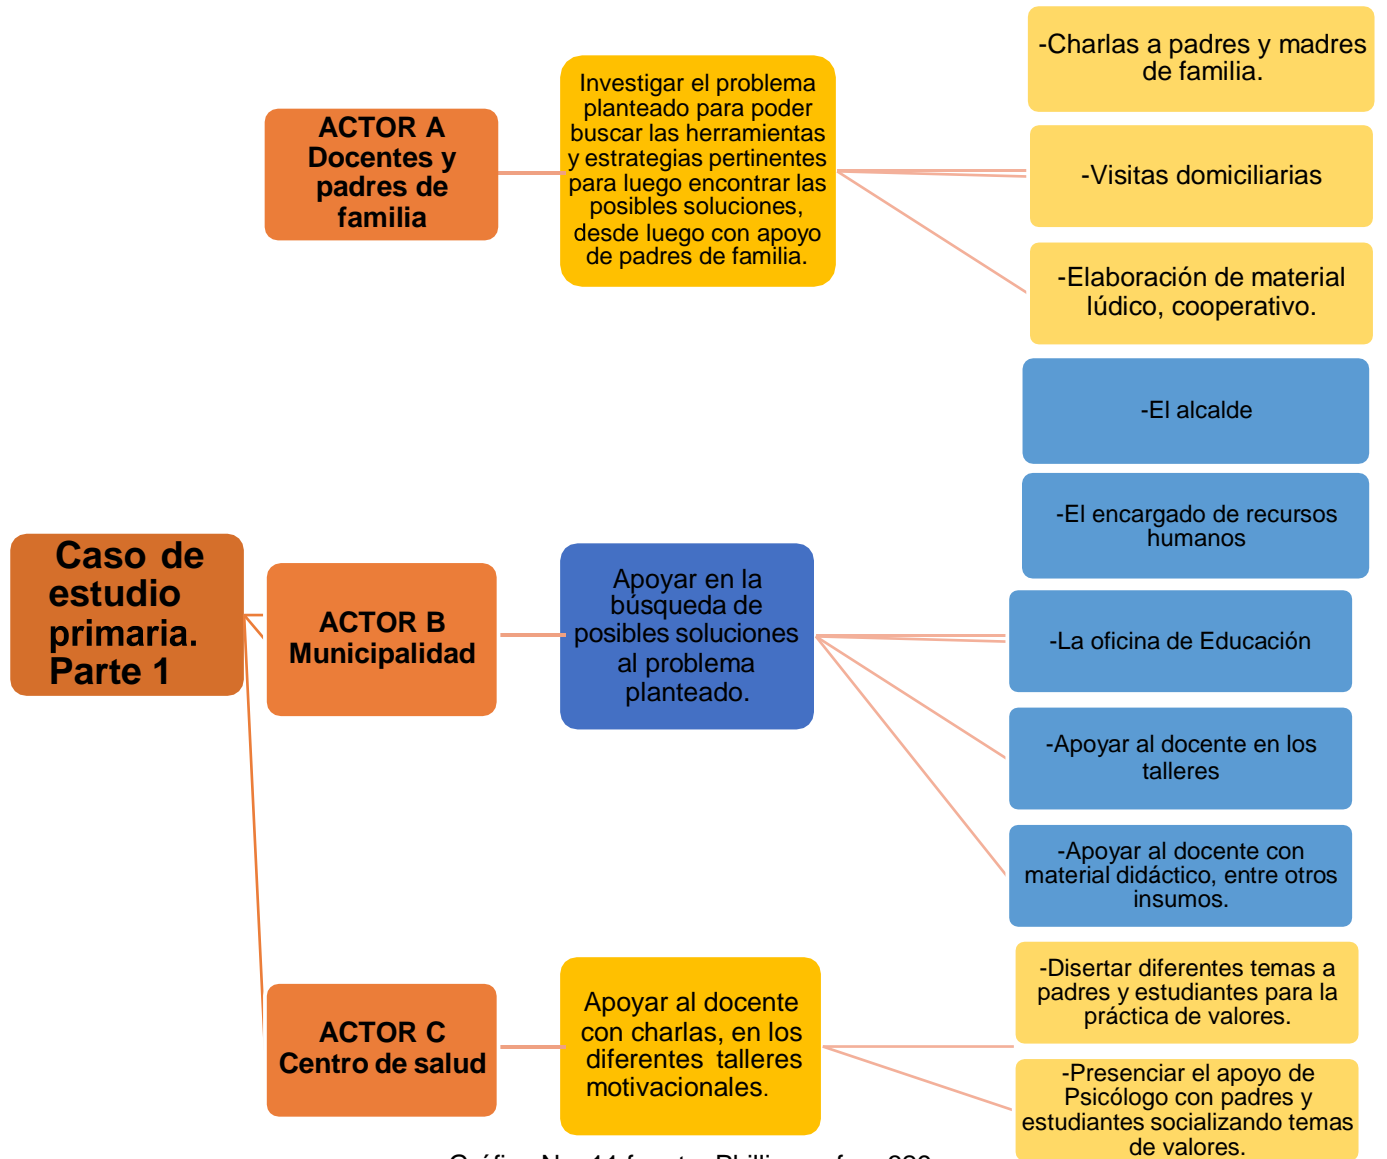 -Charlas a padres y madres
de familia.
ACTOR A
Docentes y
padres de
familia
Investigar el problema
planteado para poder
buscar las herramientas
y estrategias pertinentes
para luego encontrar las
posibles soluciones,
desde luego con apoyo
de padres de familia.
-Visitas domiciliarias
-Elaboración de material
lúdico, cooperativo.
-El alcalde
-El encargado de recursos
humanos
Caso de
estudio
primaria.
Parte 1
ACTOR B
Municipalidad
Apoyar en la
búsqueda de
posibles soluciones
al problema
planteado.
-La oficina de Educación
-Apoyar al docente en los
talleres
-Apoyar al docente con
material didáctico, entre otros
insumos.
ACTOR C
Centro de salud
Apoyar al docente
con charlas, en los
diferentes talleres
motivacionales.
-Disertar diferentes temas a
padres y estudiantes para la
práctica de valores.
-Presenciar el apoyo de
Psicólogo con padres y
estudiantes socializando temas
de valores.